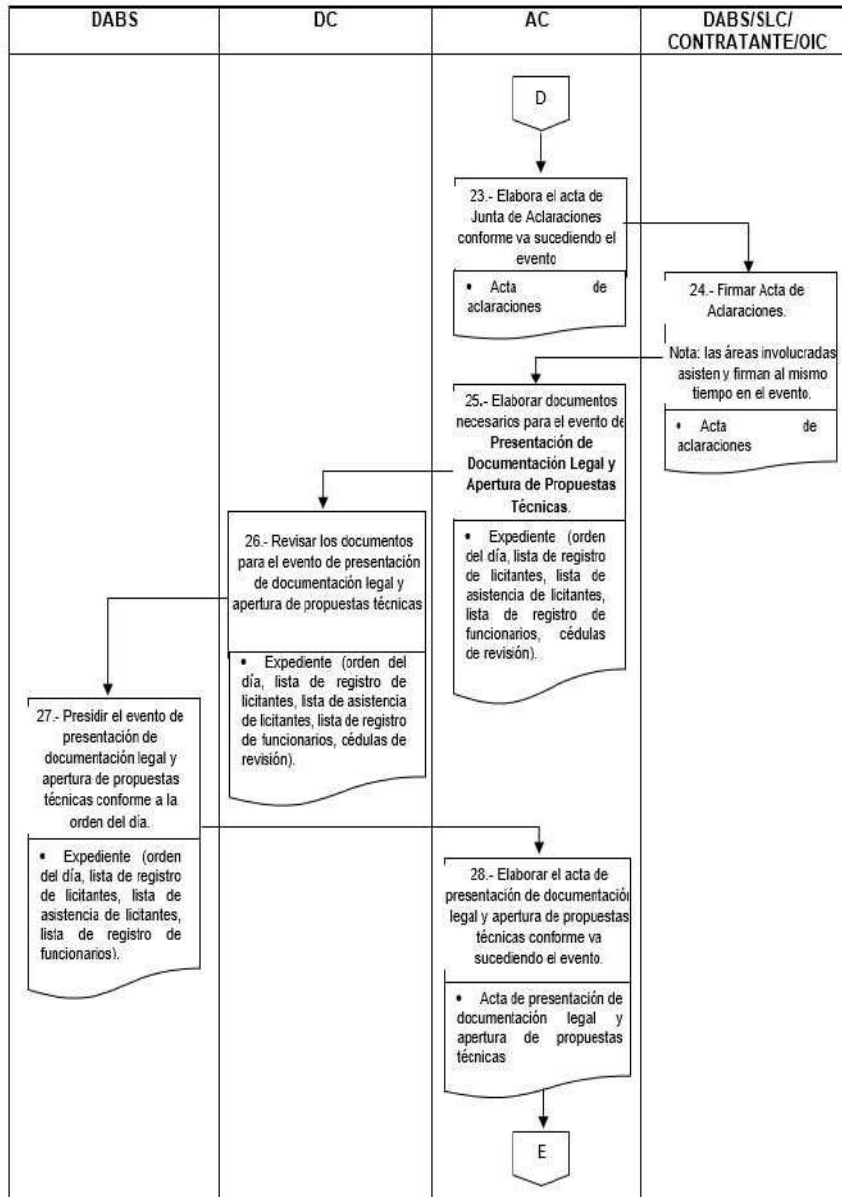 DABS
DC
AC
DABS/SLC/
CONTRATANTE/OIC
D
23.- Elabora el acta de
Junta de Aclaraciones
conforme va sucediendo el
evento
• Acta de
aclaraciones
24.- Firmar Acta de
Aclaraciones.
Nota: las áreas involucradas
asisten y firman al mismo
tiempo en el evento.
• Acta de
aclaraciones
25.- Elaborar documentos
necesarios para el evento de
Presentación de
Documentación Legal y
Apertura de Propuestas
Técnicas.
• Expediente (orden
del día, lista de registro
de licitantes, lista de
asistencia de licitantes,
lista de registro de
funcionarios, cédulas
de revisión).
26.- Revisar los documentos
para el evento de presentación
de documentación legal y
apertura de propuestas técnicas
• Expediente (orden del
día, lista de registro de
licitantes, lista de asistencia
de licitantes, lista de registro
de funcionarios, cédulas de
revisión).
27.- Presidir el evento de
presentación de
documentación legal y
apertura de propuestas
técnicas conforme a la
orden del día.
• Expediente (orden
del día, lista de registro
de licitantes, lista de
asistencia de licitantes,
lista de registro de
funcionarios).
28.- Elaborar el acta de
presentación de documentación
legal y apertura de propuestas
técnicas conforme va
sucediendo el evento.
• Acta de presentación de
documentación legal y
apertura de propuestas
técnicas
E